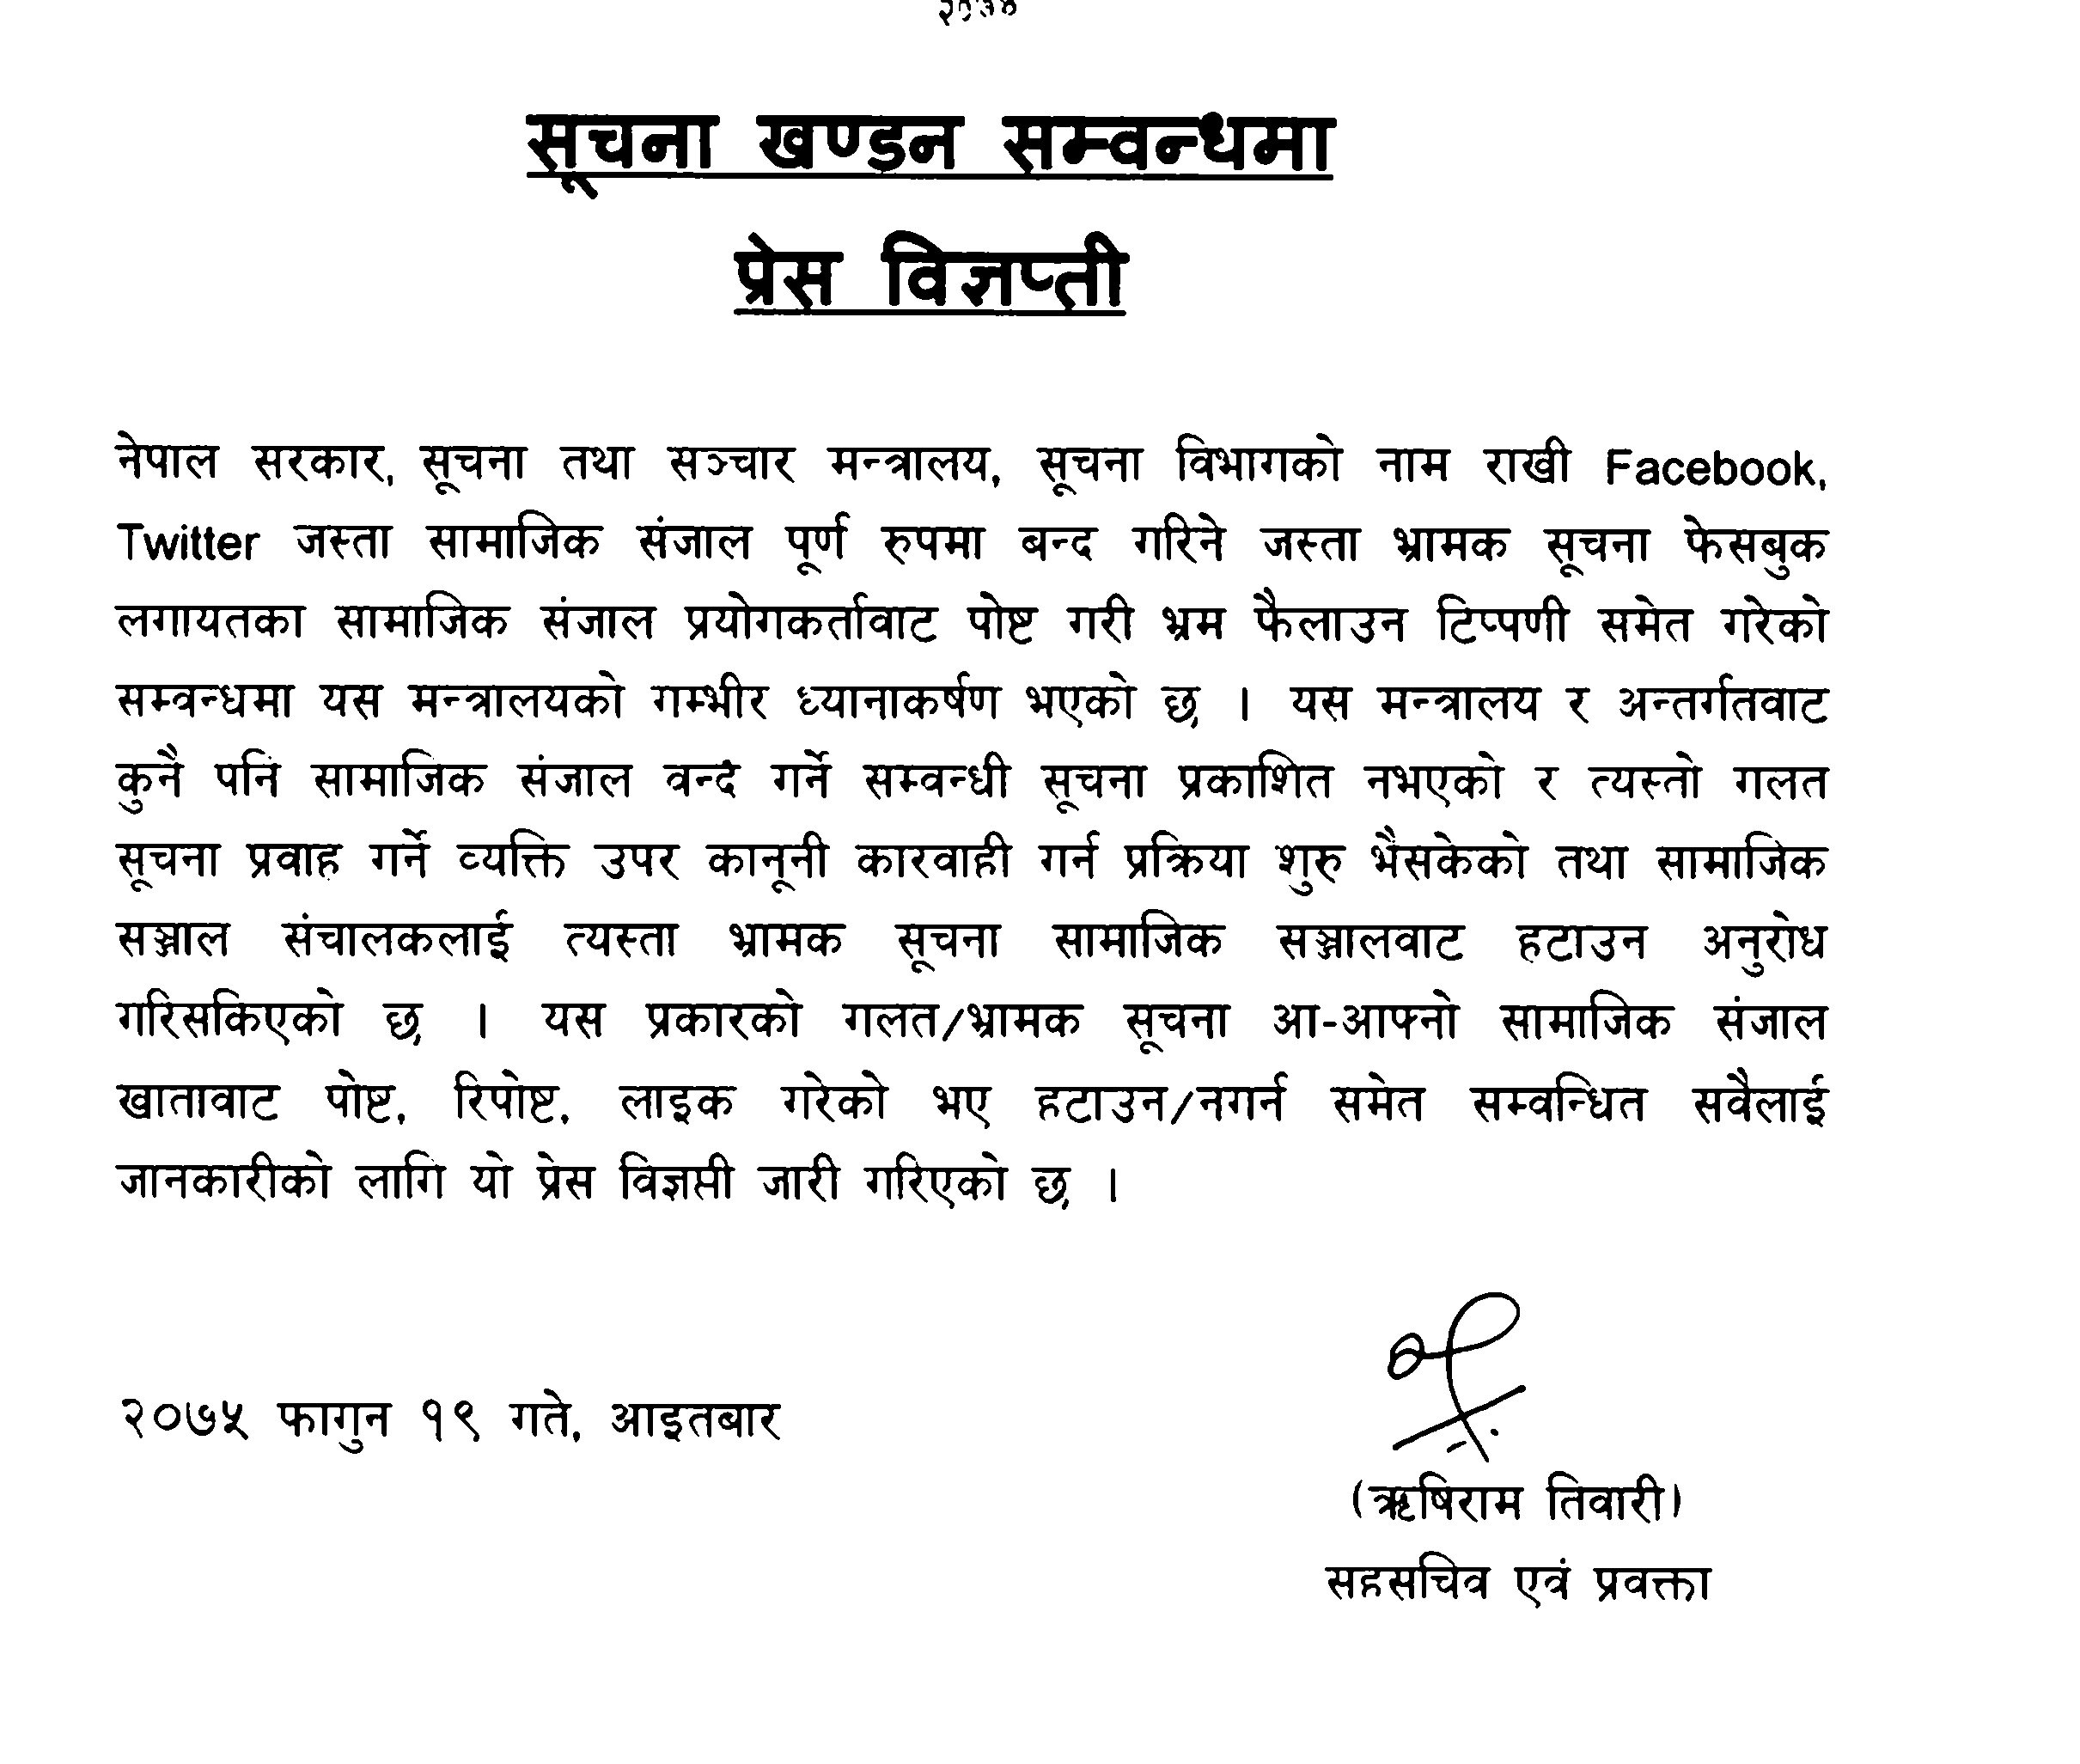 सूचना खण्डन सम्वन्धमा
प्रेस विज्ञप्ती
नेपाल सरकार, सूचना तथा सञ्चार मन्त्रालय, सूचना विभागको नाम राखी Facebook,
Twitter जस्ता सामाजिक संजाल पूर्ण रुपमा बन्द गरिने जस्ता भ्रामक सूचना फेसबुक
लगायतका सामाजिक संजाल प्रयोगकर्तावाट पोष्ट गरी भ्रम फैलाउन टिप्पणी समेत गरेको
सम्वन्धमा यस मन्त्रालयको गम्भीर ध्यानाकर्षण भएको छ । यस मन्त्रालय र अन्तर्गतवाट
कुनै पनि सामाजिक संजाल वन्द गर्ने सम्वन्धी सूचना प्रकाशित नभएको र त्यस्तो गलत
सूचना प्रवाह गर्ने व्यक्ति उपर कानूनी कारवाही गर्न प्रक्रिया शुरु भैसकेको तथा सामाजिक
सञ्जाल संचालकलाई त्यस्ता भ्रामक सूचना सामाजिक सञ्जालवाट हटाउन अनुरोध
गरिसकिएको छ । यस प्रकारको गलत/भ्रामक सूचना आ-आफ्नो सामाजिक संजाल
खातावाट पोष्ट, रिपोष्ट, लाइक गरेको भए हटाउन/नगर्न समेत सम्वन्धित सवैलाई
जानकारीको लागि यो प्रेस विज्ञप्ती जारी गरिएको छ ।
२०७५ फागुन १९ गते, आइतबार
(ऋषिराम तिवारी)
सहसचिव एवं प्रवक्ता